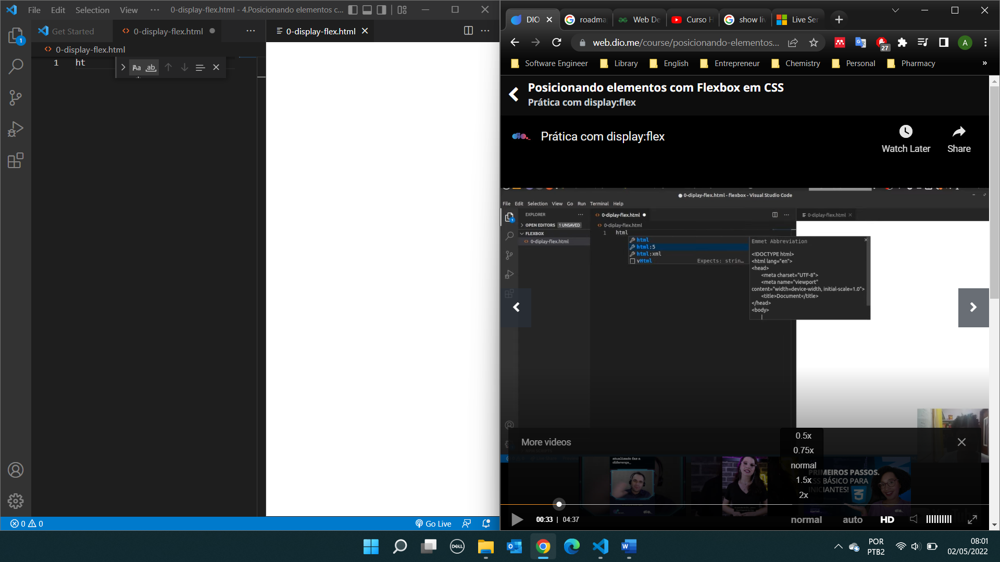 File Edit Selection View ··· 0-display-flex.html - 4.Posicionando elementos c...
Get Started
0-display-flex.html
0-display-flex.html
0-display-flex.html
1 ht
Aa ab
1
0 0
Go Live
DIO
roadma
Web De
Curso H
show liv
Live Ser
web.dio.me/course/posicionando-elementos...
27
A
Software Engineer Library English Entrepreneur Chemistry Personal Pharmacy »
Posicionando elementos com Flexbox em CSS
Prática com display:flex
dio. Prática com display:flex
Watch Later
Share
0-diplay-flex.html - flexbox - Visual Studio Code
File Edit Selection View Go Run Terminal Help
EXPLORER
OPEN EDITORS 1 UNSAVED
FLEXBOX
0-diplay-flex.html
0-diplay-flex.html
0-diplay-flex.html
0-diplay-flex.html
1 html
html
html:5
html:xml
vHtml Expects: strin...
Emmet Abbreviation
<!DOCTYPE html>
<html lang="en">
<head>
<meta charset="UTF-8">
<meta name="viewport"
content="width=device-width, initial-scale=1.0">
<title>Document</title>
</head>
<body>
|
More videos
0.5x
0.75x
normal
1.5x
2x
atualizado faz a
diferença_
PRIMEIROS PASSOS.
CSS BÁSICO PARA
INICIANTES!
00:33 | 04:37
normal auto HD
DELL
POR
PTB2
08:01
02/05/2022